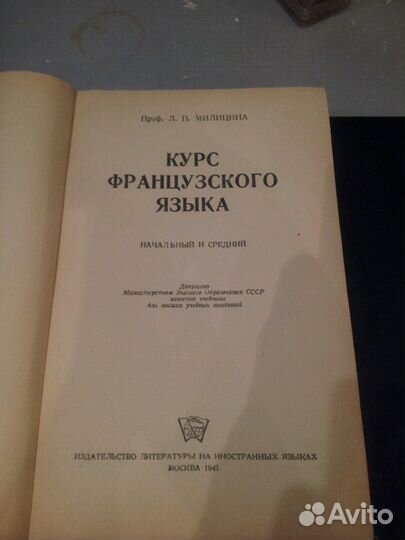 Проф. Л. П. МИЛИЦИНА
КУРС
ФРАНЦУЗСКОГО
ЯЗЫКА
НАЧАЛЬНЫЙ И СРЕДНИЙ
Допущено
Министерством Высшего Образования СССР
качестве учебника
для высших учебных заведений
ИЗДАТЕЛЬСТВО ЛИТЕРАТУРЫ НА ИНОСТРАННЫХ ЯЗЫКАХ
МОСКВА 1947
Avito